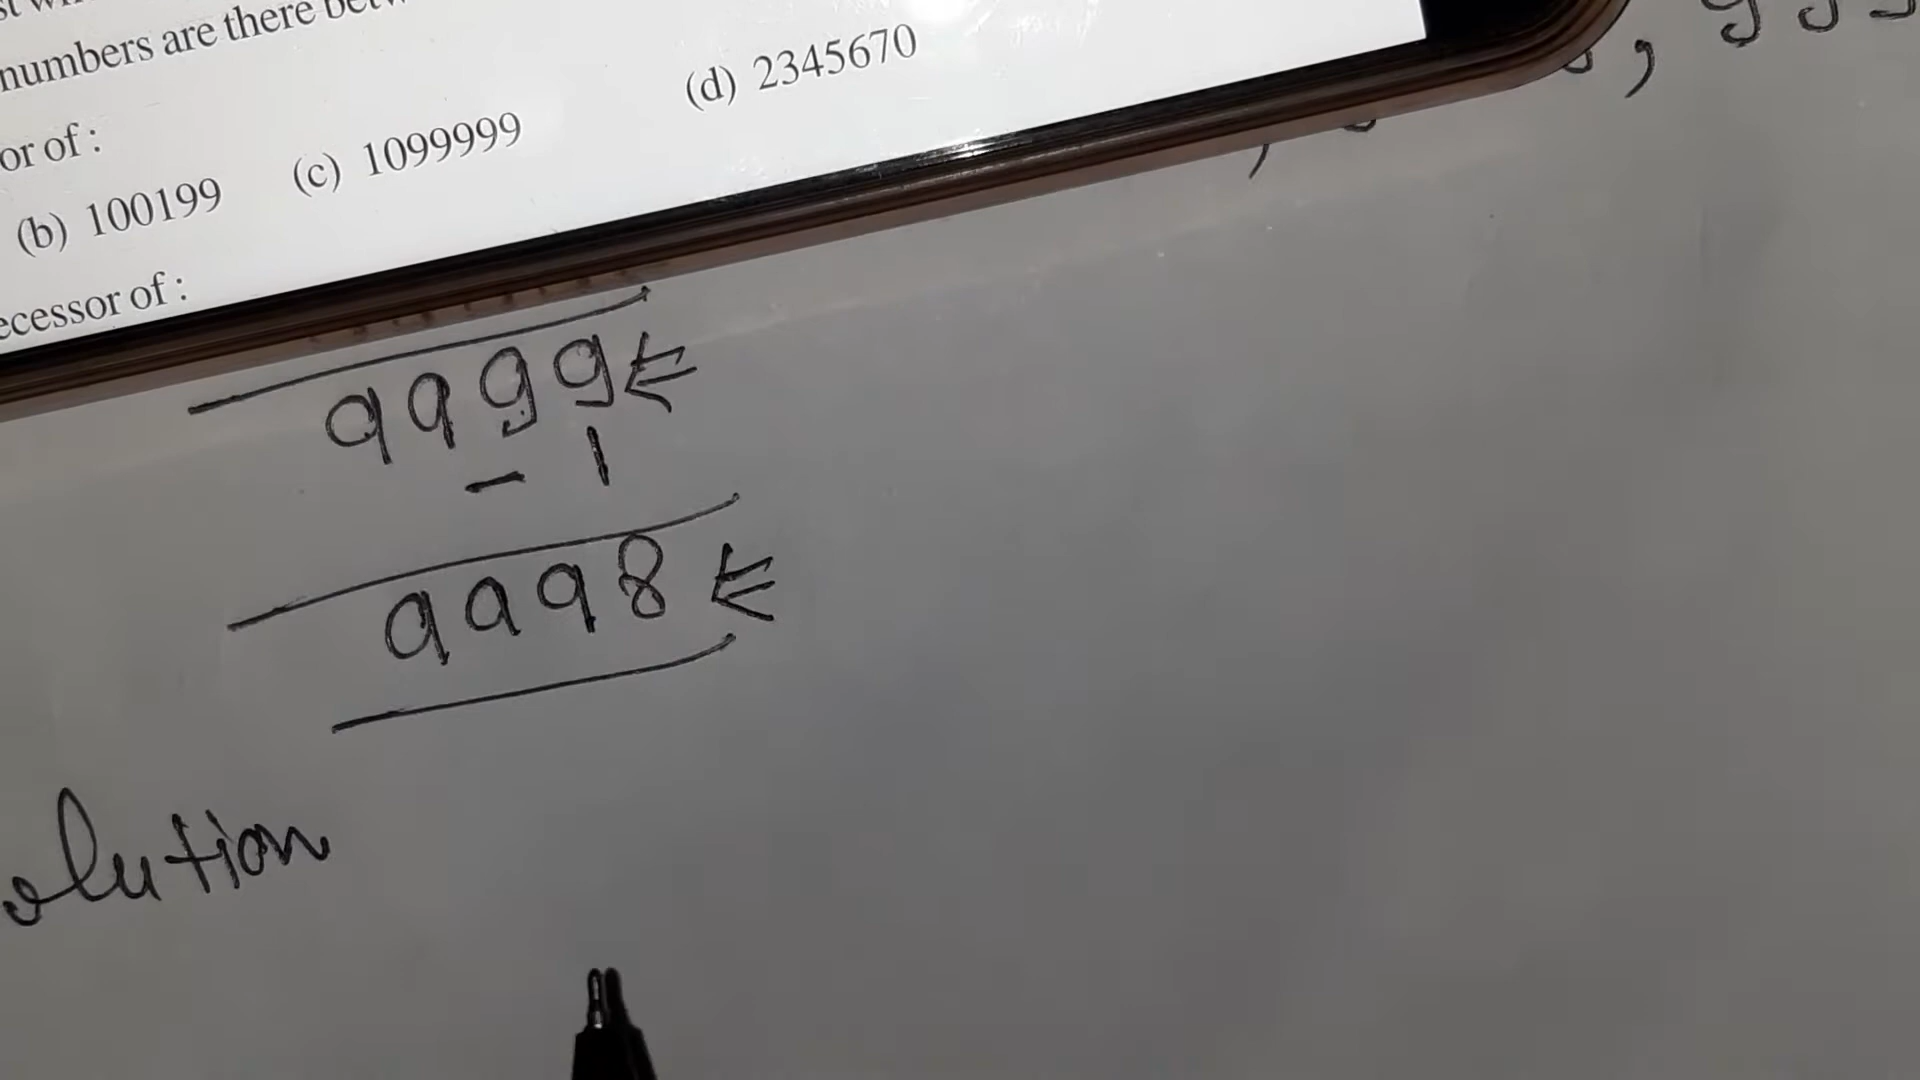 numbers are there
or of :
(b) 100199 (c) 1099999 (d) 2345670
ecessor of :
9999
- 1
9998
olution